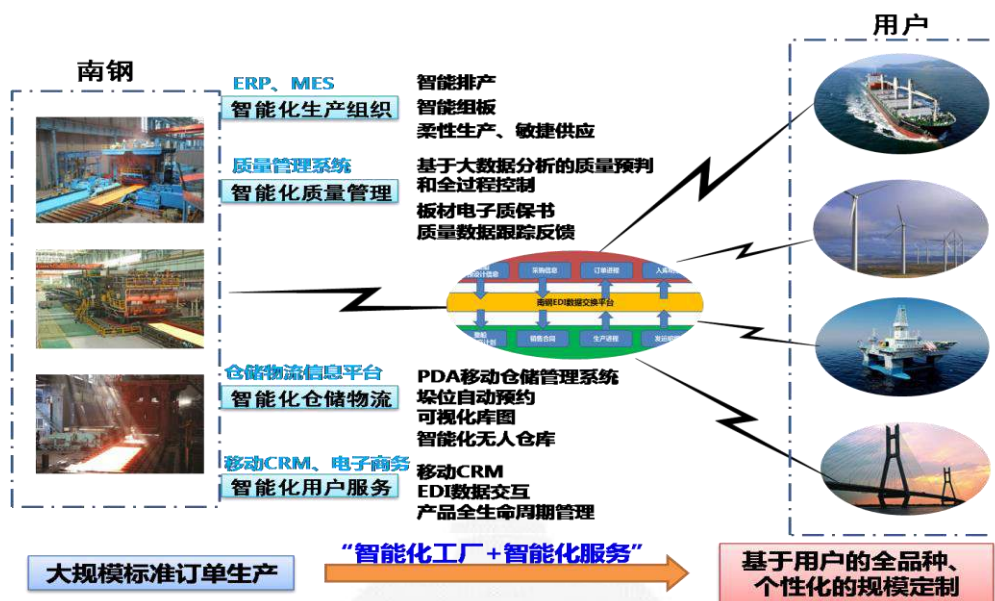 用户
南钢
ERP、MES
智能化生产组织
智能排产
智能组板
柔性生产、敏捷供应
质量管理系统
智能化质量管理
基于大数据分析的质量预判
和全过程控制
板材电子质保书
质量数据跟踪反馈
采购信息
订单进程
南钢EDI数据交换平台
销售合同
生产进程
仓储物流信息平台
智能化仓储物流
PDA移动仓储管理系统
垛位自动预约
可视化库图
智能化无人仓库
移动CRM、电子商务
智能化用户服务
移动CRM
EDI数据交互
产品全生命周期管理
大规模标准订单生产
“智能化工厂+智能化服务”
基于用户的全品种、
个性化的规模定制